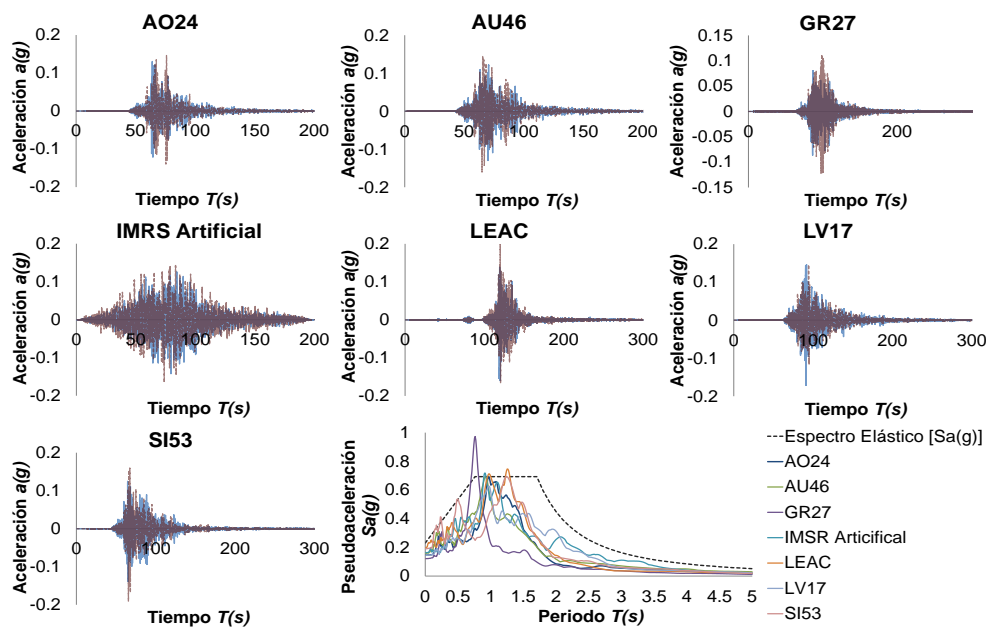 AO24
Aceleración a(g)
0.2
0.1
0
-0.1
-0.2
0 50 100 150 200
Tiempo T(s)
AU46
Aceleración a(g)
0.2
0.1
0
-0.1
-0.2
0 50 100 150 200
Tiempo T(s)
GR27
Aceleración a(g)
0.15
0.1
0.05
0
-0.05
-0.1
-0.15
0 200
Tiempo T(s)
IMRS Artificial
Aceleración a(g)
0.2
0.1
0
-0.1
-0.2
0 50 100 150 200
Tiempo T(s)
LEAC
Aceleración a(g)
0.2
0.1
0
-0.1
-0.2
0 100 200 300
Tiempo T(s)
LV17
Aceleración a(g)
0.2
0.1
0
-0.1
-0.2
0 100 200 300
Tiempo T(s)
SI53
Aceleración a(g)
0.2
0.1
0
-0.1
-0.2
0 100 200 300
Tiempo T(s)
Pseudoaceleración
Sa(g)
1
0.8
0.6
0.4
0.2
0
0 0.5 1 1.5 2 2.5 3 3.5 4 4.5 5
Periodo T(s)
Espectro Elástico [Sa(g)]
AO24
AU46
GR27
IMSR Articifical
LEAC
LV17
SI53